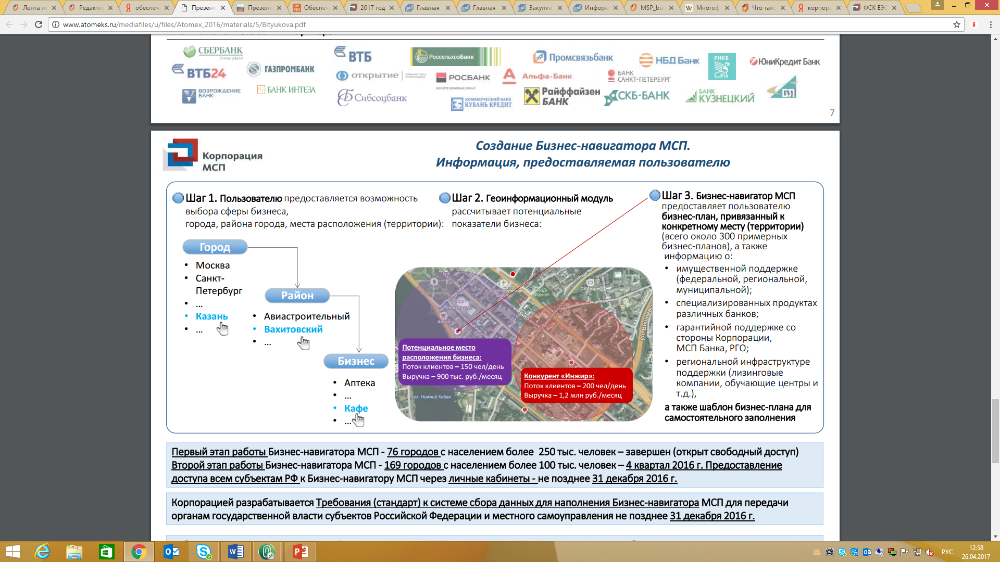 Лента но
Редакти
обеспеч
Презент
Презент
Обеспеч
2017 год
Главная
Главная
Закупки
Информ
MSP_bu
Многоф
Что так
корпора
ФСК ЕЭС
www.atomeks.ru/mediafiles/u/files/Atomex_2016/materials/5/Bityukova.pdf
СБЕРБАНК
Всегда рядом
ВТБ
РоссельхозБанк
Промсвязьбанк
НБД Банк
РНКБ
ЮниКредит Банк
ВТБ24
ГАЗПРОМБАНК
открытие
РОСБАНК
SOCIETE GENERALE GROUP
Альфа·Банк
БАНК
САНКТ-ПЕТЕРБУРГ
ВОЗРОЖДЕНИЕ
БАНК
БАНК ИНТЕЗА
Сибсоцбанк
КОММЕРЧЕСКИЙ БАНК
КУБАНЬ КРЕДИТ
Райффайзен
БАНК
СКБ-БАНК
БАНК
КУЗНЕЦКИЙ
7
Корпорация
МСП
Создание Бизнес-навигатора МСП.
Информация, предоставляемая пользователю
Шаг 1. Пользователю предоставляется возможность
выбора сферы бизнеса,
города, района города, места расположения (территории):
Город
• Москва
• Санкт-
Петербург
• ...
• Казань
• ...
Район
• Авиастроительный
• Вахитовский
• ...
Бизнес
• Аптека
• ...
• Кафе
• ...
Шаг 2. Геоинформационный модуль
рассчитывает потенциальные
показатели бизнеса:
Потенциальное место
расположения бизнеса:
Поток клиентов – 150 чел/день
Выручка – 900 тыс. руб./месяц
Конкурент «Инжир»:
Поток клиентов – 200 чел/день
Выручка – 1,2 млн руб./месяц
оз. Нижний Кабан
Шаг 3. Бизнес-навигатор МСП
предоставляет пользователю
бизнес-план, привязанный к
конкретному месту (территории)
(всего около 300 примерных
бизнес-планов), а также
информацию о:
• имущественной поддержке
(федеральной, региональной,
муниципальной);
• специализированных продуктах
различных банков;
• гарантийной поддержке со
стороны Корпорации,
МСП Банка, РГО;
• региональной инфраструктуре
поддержки (лизинговые
компании, обучающие центры и
т.д.),
а также шаблон бизнес-плана для
самостоятельного заполнения
Первый этап работы Бизнес-навигатора МСП - 76 городов с населением более 250 тыс. человек – завершен (открыт свободный доступ)
Второй этап работы Бизнес-навигатора МСП - 169 городов с населением более 100 тыс. человек – 4 квартал 2016 г. Предоставление
доступа всем субъектам РФ к Бизнес-навигатору МСП через личные кабинеты - не позднее 31 декабря 2016 г.
Корпорацией разрабатывается Требования (стандарт) к системе сбора данных для наполнения Бизнес-навигатора МСП для передачи
органам государственной власти субъектов Российской Федерации и местного самоуправления не позднее 31 декабря 2016 г.
РУС
12:58
26.04.2017